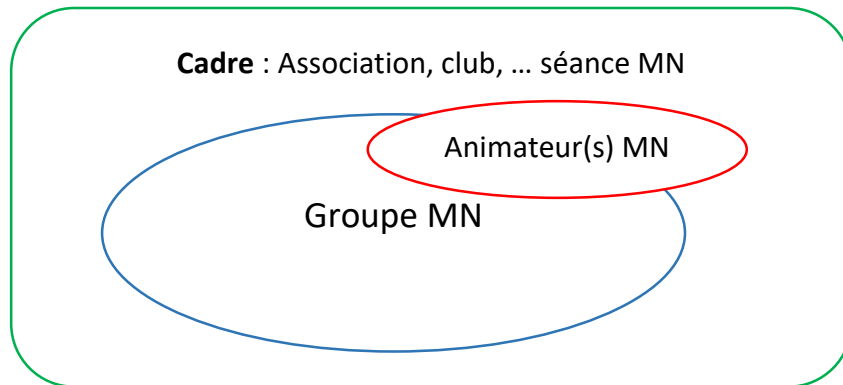 Cadre : Association, club, … séance MN
Animateur(s) MN
Groupe MN